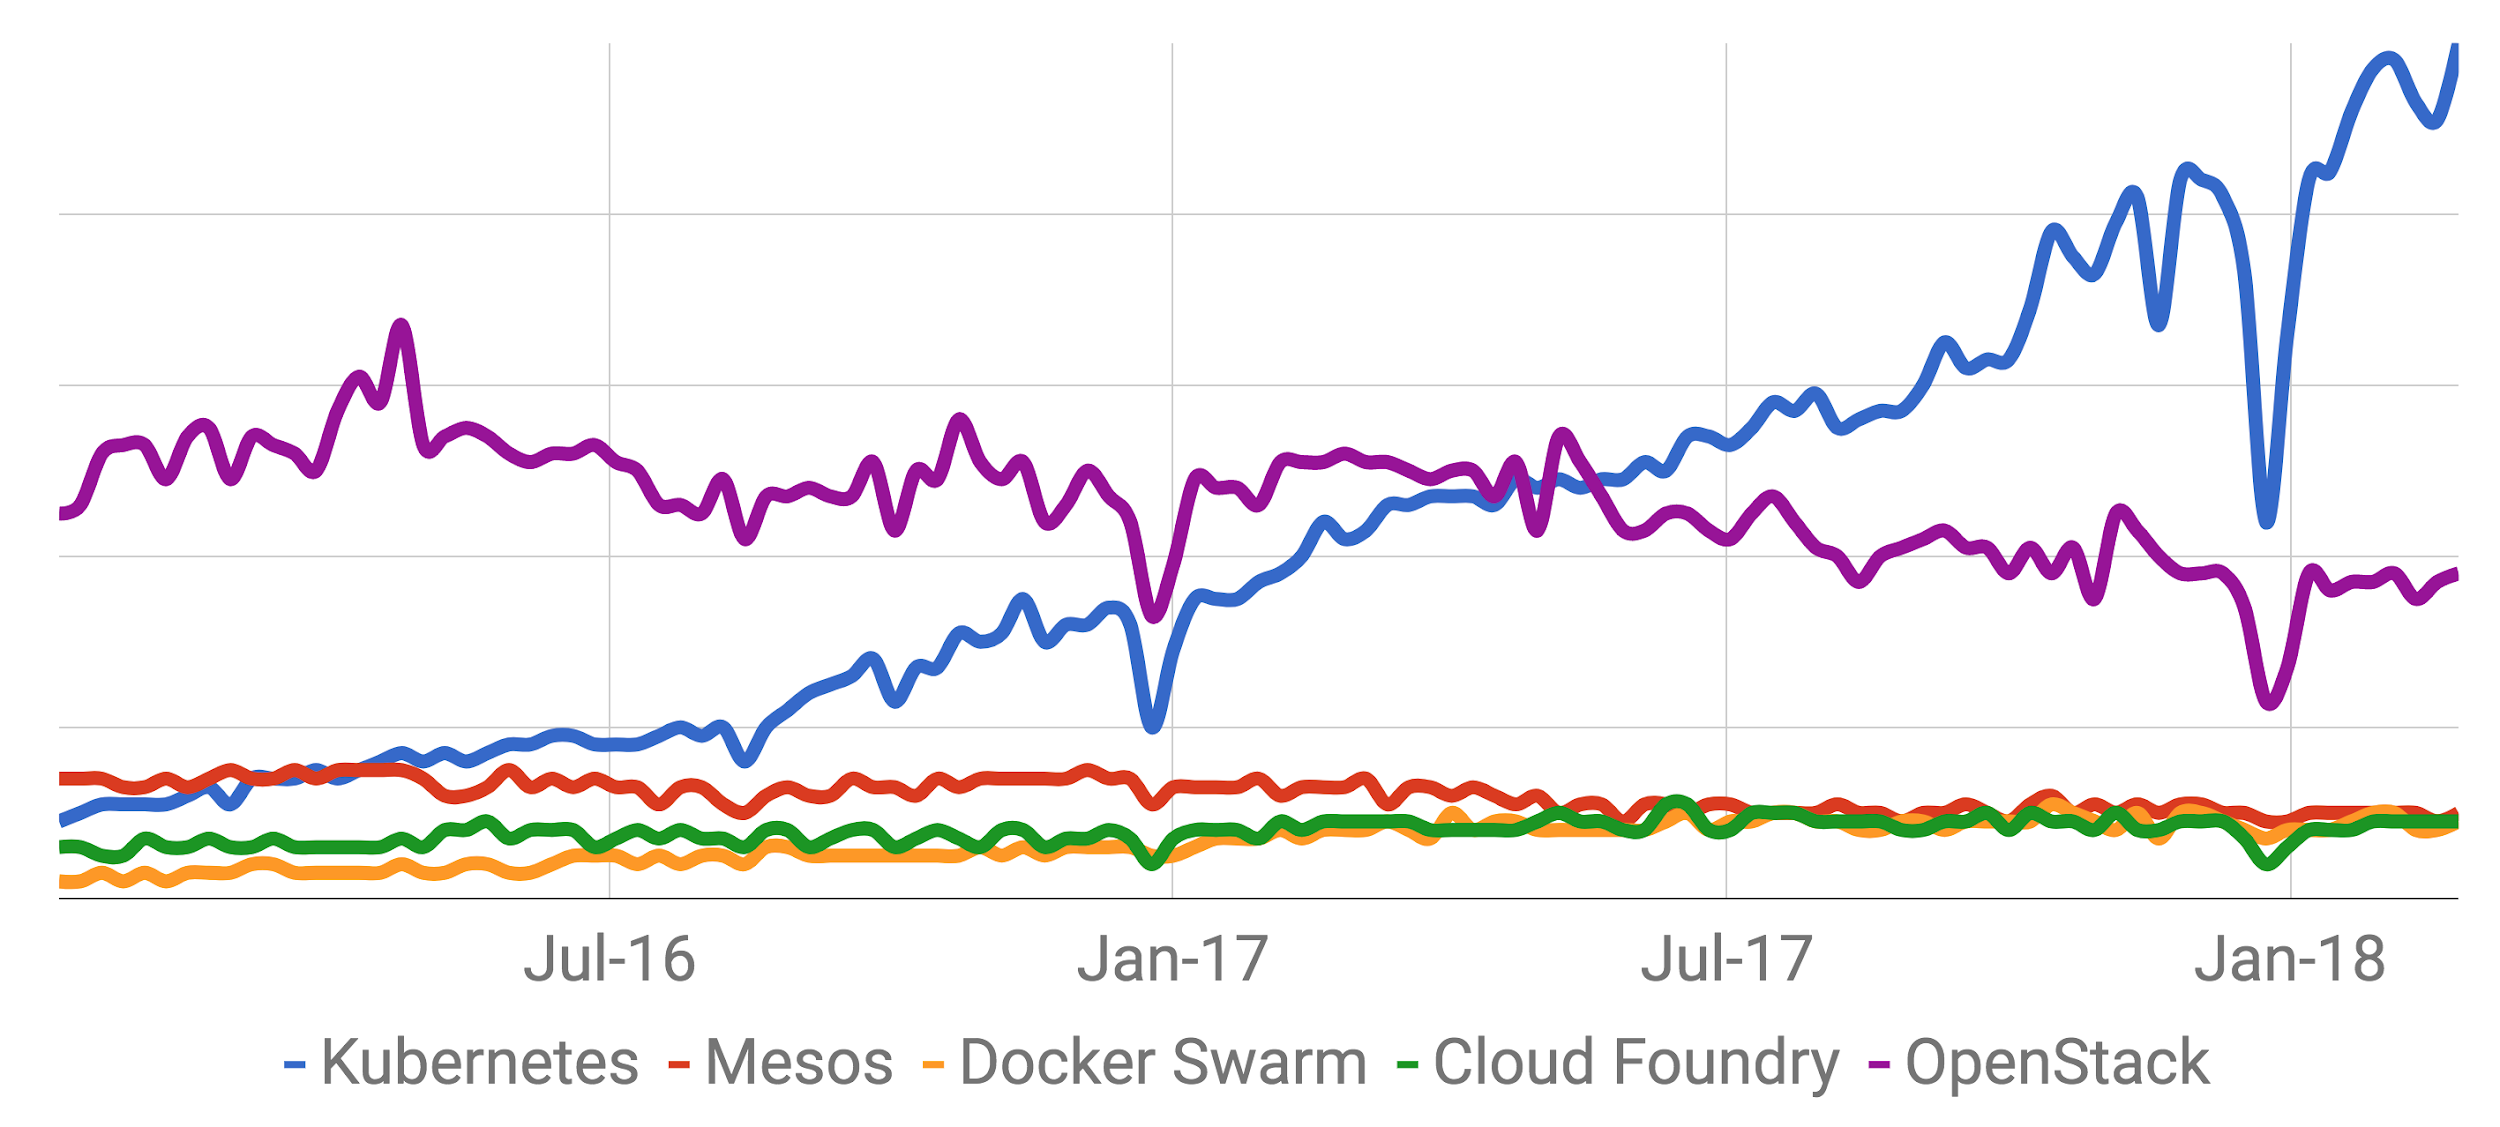 Jul-16 Jan-17 Jul-17 Jan-18
Kubernetes Mesos Docker Swarm Cloud Foundry OpenStack